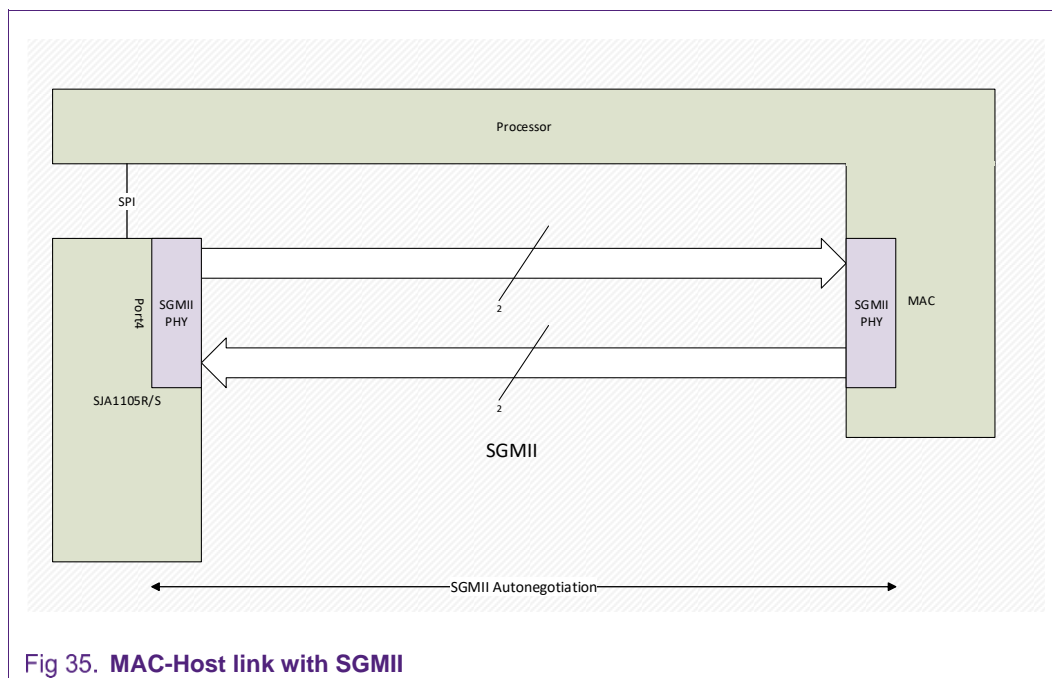 Processor
SPI
Port4
SGMII
PHY
SGMII
PHY
MAC
2
SJA1105R/S
2
SGMII
SGMII Autonegotiation
Fig 35. MAC-Host link with SGMII